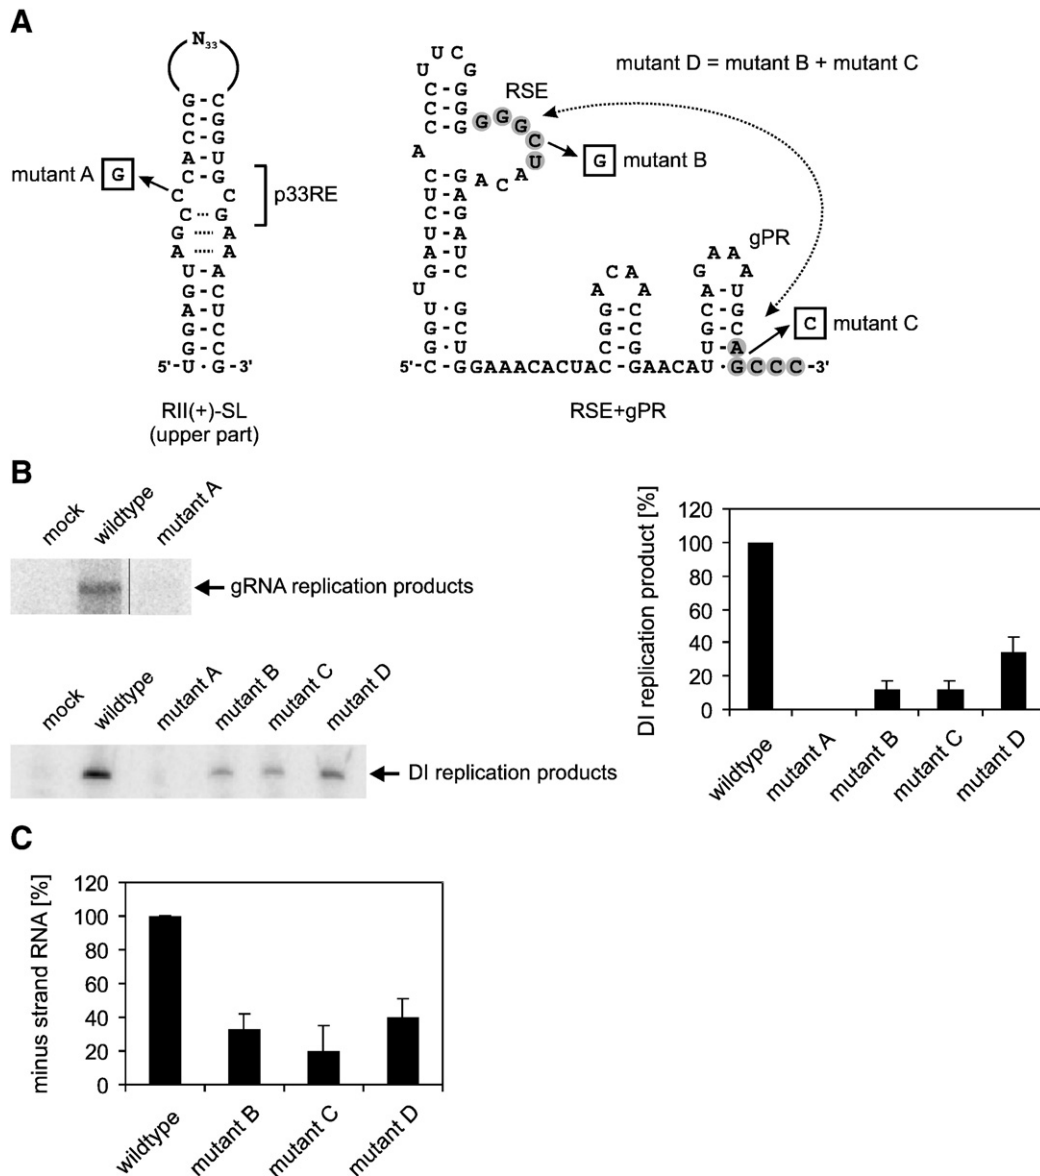 A
N33
G-C
C-G
C-G
A-U
C-G
mutant A G C C
C G
G A
A A
U-A
G-C
A-U
G-C
G-C
5'-U·G-3'
p33RE
RII(+)-SL
(upper part)
mutant D = mutant B + mutant C
U C
U G
C-G
C-G
C-G
RSE
G G G C U A C A
A
C-G
U-A
C-G
U-A
A-U
G-C
U
U-G
G-C
G-U
5'-C-GGAAACACUAC-GAACAU·GCCC-3'
G mutant B
A C A
A A
G-C
G-C
gPR
A A
G A
A-U
C-G
G-C
U-A
C mutant C
RSE+gPR
B
mock
wildtype
mutant A
gRNA replication products
mock
wildtype
mutant A
mutant B
mutant C
mutant D
DI replication products
DI replication product [%]
120
100
80
60
40
20
0
wildtype
mutant A
mutant B
mutant C
mutant D
C
minus strand RNA [%]
120
100
80
60
40
20
0
wildtype
mutant B
mutant C
mutant D